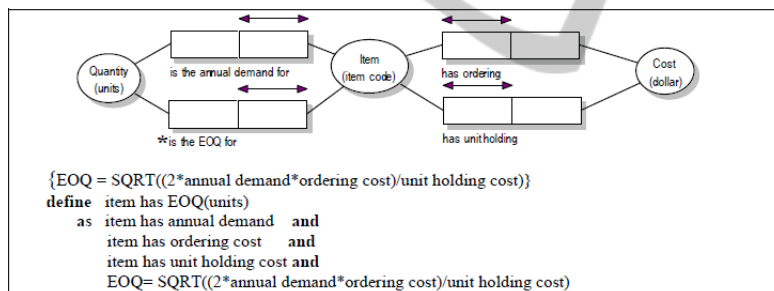 Quantity
(units)
is the annual demand for
*is the EOQ for
Item
(item code)
has ordering
has unitholding
Cost
(dollar)
{EOQ = SQRT((2*annual demand*ordering cost)/unit holding cost)}
define item has EOQ(units)
as item has annual demand and
item has ordering cost and
item has unit holding cost and
EOQ= SQRT((2*annual demand*ordering cost)/unit holding cost)